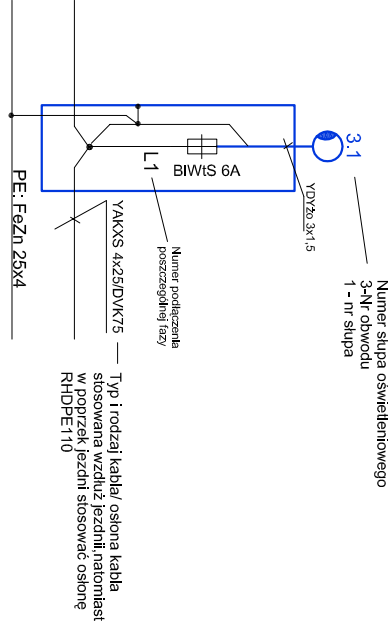 3.1
Numer słupa oświetleniowego
3-Nr obwodu
1 - nr słupa
YDYżo 3x1,5
BIWtS 6A
L1
Numer podłączenia
poszczególnej fazy
YAKXS 4x25/DVK75
Typ i rodzaj kabla/ osłona kabla
stosowana wzdłuż jezdnii,natomiast
w poprzek jezdni stosować osłonę
RHDPE110
PE: FeZn 25x4